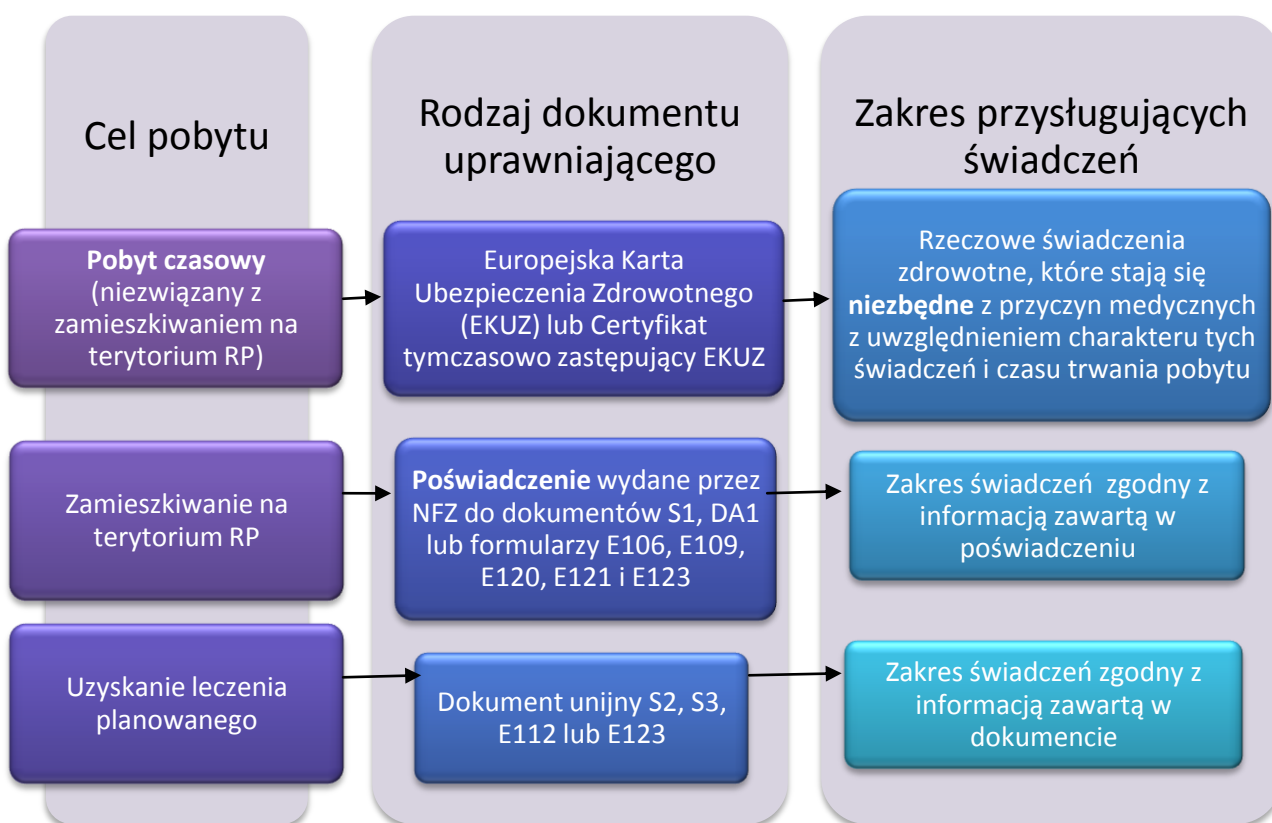 Cel pobytu
Rodzaj dokumentu
uprawniającego
Zakres przysługujących
świadczeń
Pobyt czasowy
(niezwiązany z
zamieszkiwaniem na
terytorium RP)
Europejska Karta
Ubezpieczenia Zdrowotnego
(EKUZ) lub Certyfikat
tymczasowo zastępujący EKUZ
Rzeczowe świadczenia
zdrowotne, które stają się
niezbędne z przyczyn medycznych
z uwzględnieniem charakteru tych
świadczeń i czasu trwania pobytu
Zamieszkiwanie na
terytorium RP
Poświadczenie wydane przez
NFZ do dokumentów S1, DA1
lub formularzy E106, E109,
E120, E121 i E123
Zakres świadczeń zgodny z
informacją zawartą w
poświadczeniu
Uzyskanie leczenia
planowanego
Dokument unijny S2, S3,
E112 lub E123
Zakres świadczeń zgodny z
informacją zawartą w
dokumencie